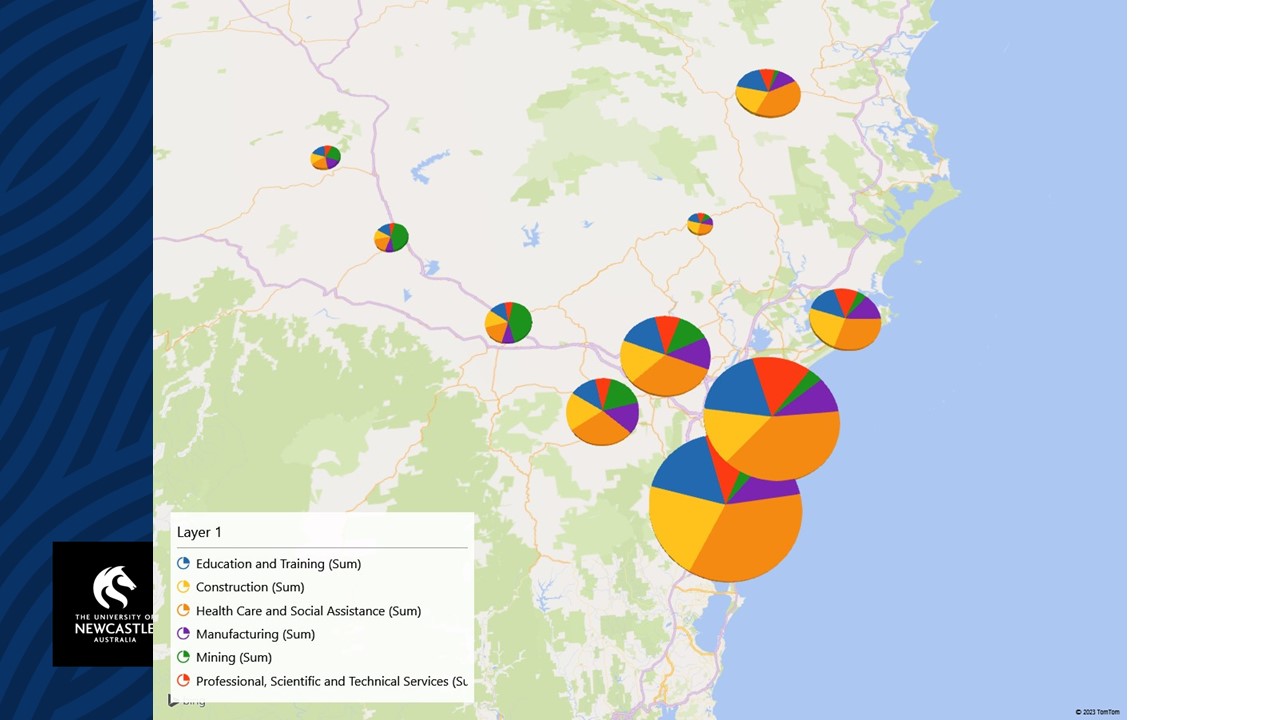 Layer 1
Education and Training (Sum)
Construction (Sum)
Health Care and Social Assistance (Sum)
Manufacturing (Sum)
Mining (Sum)
Professional, Scientific and Technical Services (Su
THE UNIVERSITY OF
NEWCASTLE
AUSTRALIA
Bing
© 2023 TomTom